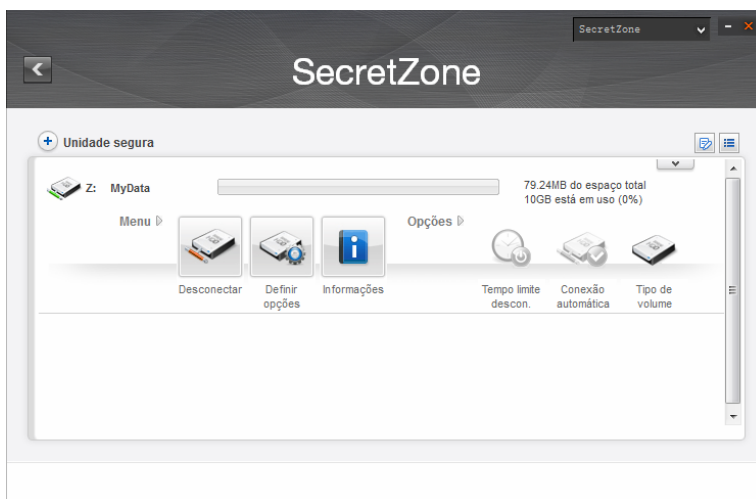 SecretZone
SecretZone
Unidade segura
Z: MyData
79.24MB do espaço total
10GB está em uso (0%)
Menu
Opções
Desconectar
Definir
opções
Informações
Tempo limite
descon.
Conexão
automática
Tipo de
volume